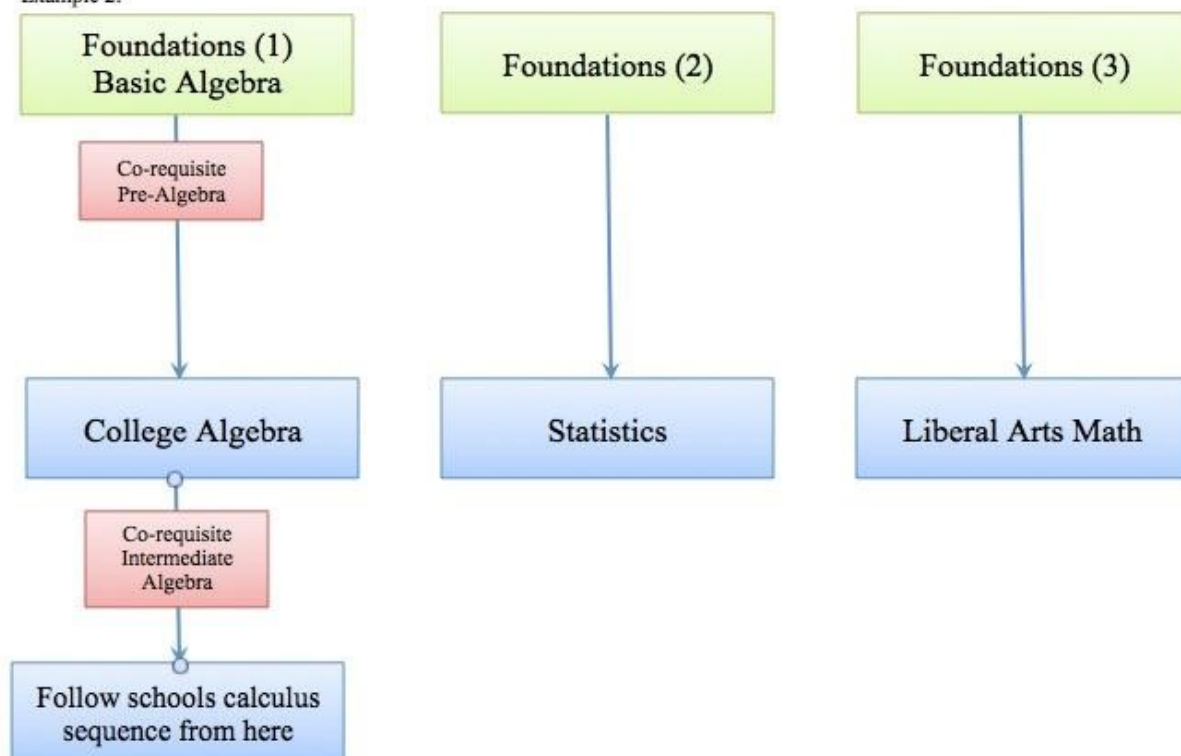 Example 2:
Foundations (1)
Basic Algebra
Foundations (2)
Foundations (3)
Co-requisite
Pre-Algebra
College Algebra
Statistics
Liberal Arts Math
Co-requisite
Intermediate
Algebra
Follow schools calculus
sequence from here